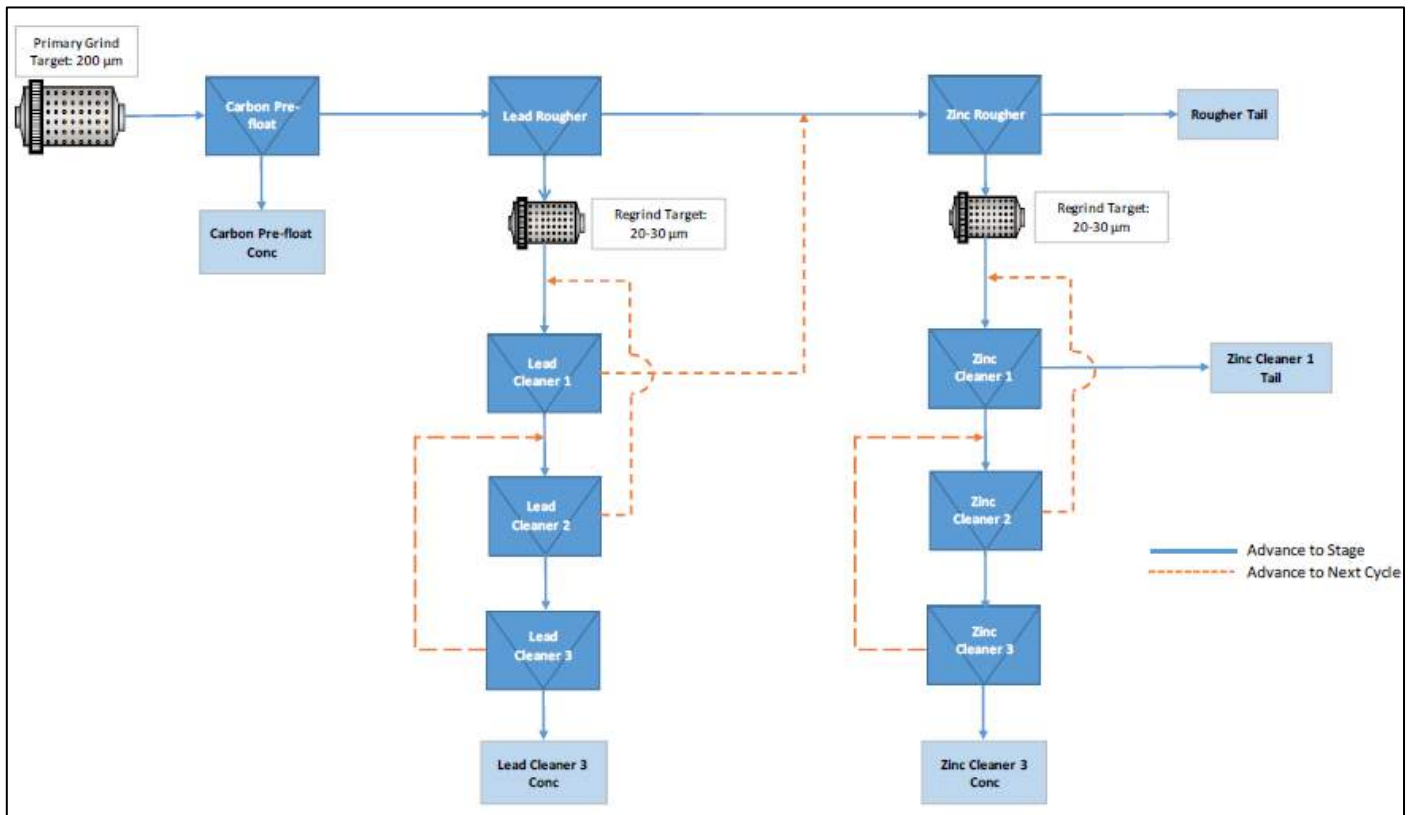 Primary Grind
Target: 200 µm
Carbon Pre-
float
Lead Rougher
Zinc Rougher
Rougher Tail
Carbon Pre-float
Conc
Regrind Target:
20-30 µm
Regrind Target:
20-30 µm
Lead
Cleaner 1
Zinc
Cleaner 1
Zinc Cleaner 1
Tail
Lead
Cleaner 2
Zinc
Cleaner 2
Advance to Stage
Advance to Next Cycle
Lead
Cleaner 3
Zinc
Cleaner 3
Lead Cleaner 3
Conc
Zinc Cleaner 3
Conc